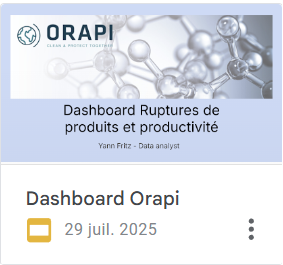 ORAPI
CLEAN & PROTECT TOGETHER
Dashboard Ruptures de
produits et productivité
Yann Fritz - Data analyst
Dashboard Orapi
29 juil. 2025